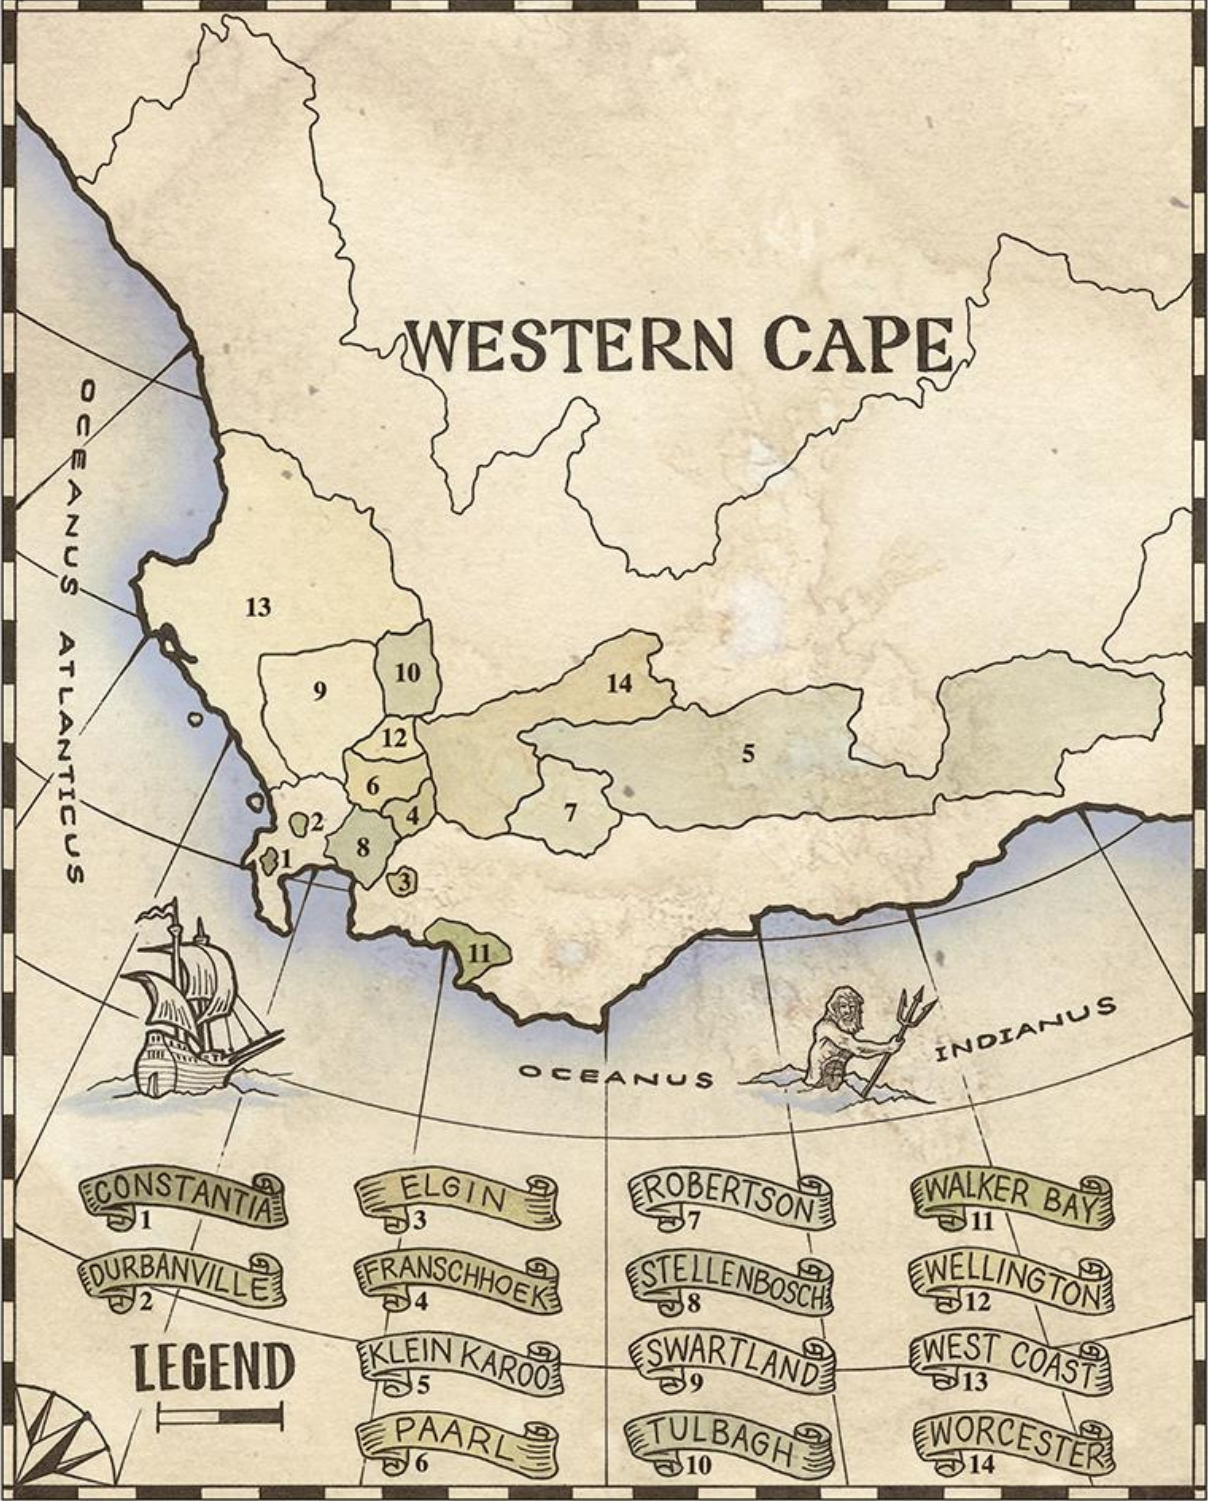 WESTERN CAPE
OCEANUS ATLANTICUS
13
10
9
14
12
5
6
4
7
2
8
1
3
11
OCEANUS INDIANUS
CONSTANTIA
1
DURBANVILLE
2
ELGIN
3
FRANSCHHOEK
4
KLEIN KAROO
5
PAARL
6
ROBERTSON
7
STELLENBOSCH
8
SWARTLAND
9
TULBAGH
10
WALKER BAY
11
WELLINGTON
12
WEST COAST
13
WORCESTER
14
LEGEND